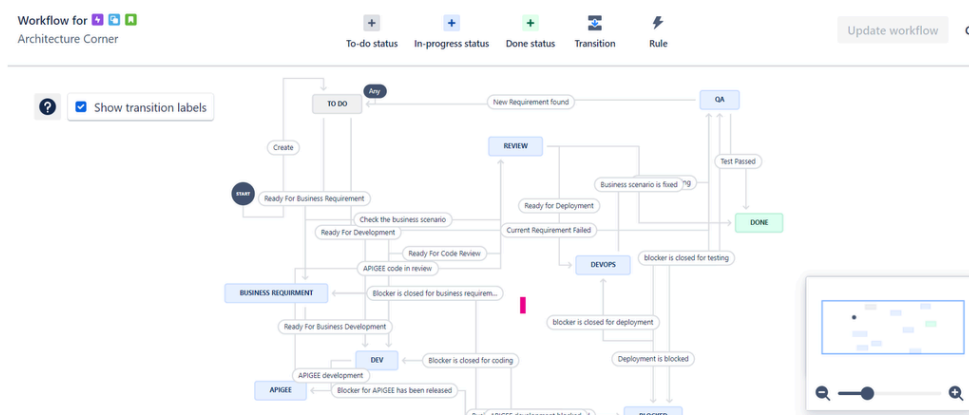 Workflow for
Architecture Corner
To-do status
In-progress status
Done status
Transition
Rule
Update workflow
Show transition labels
Any
TO DO
New Requirement found
QA
Create
REVIEW
Test Passed
START
Business scenario is fixed
Ready For Business Requirement
Ready for Deployment
Check the business scenario
DONE
Ready For Development
Current Requirement Failed
Ready For Code Review
blocker is closed for testing
APIGEE code in review
DEVOPS
BUSINESS REQUIRMENT
Blocker is closed for business requirem...
Ready For Business Development
blocker is closed for deployment
DEV
Blocker is closed for coding
Deployment is blocked
APIGEE development
APIGEE
Blocker for APIGEE has been released
APIGEE development blocked
BLOCKED